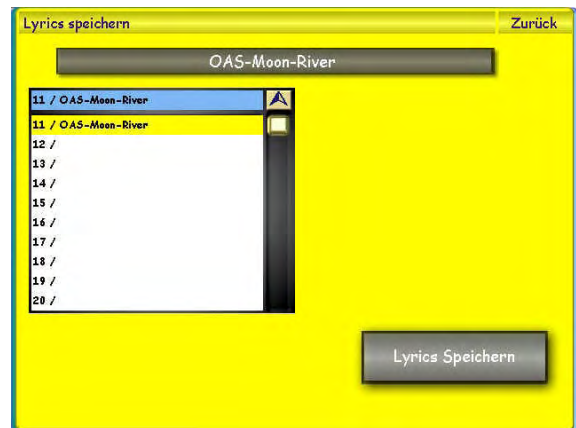 Lyrics speichern Zurück
OAS-Moon-River
11 / OAS-Moon-River
11 / OAS-Moon-River
12 /
13 /
14 /
15 /
16 /
17 /
18 /
19 /
20 /
Lyrics Speichern